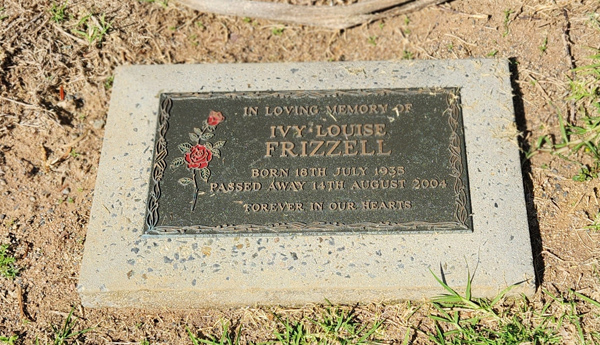 IN LOVING MEMORY OF
IVY LOUISE
FRIZZELL
BORN 18TH JULY 1935
PASSED AWAY 14TH AUGUST 2004
FOREVER IN OUR HEARTS